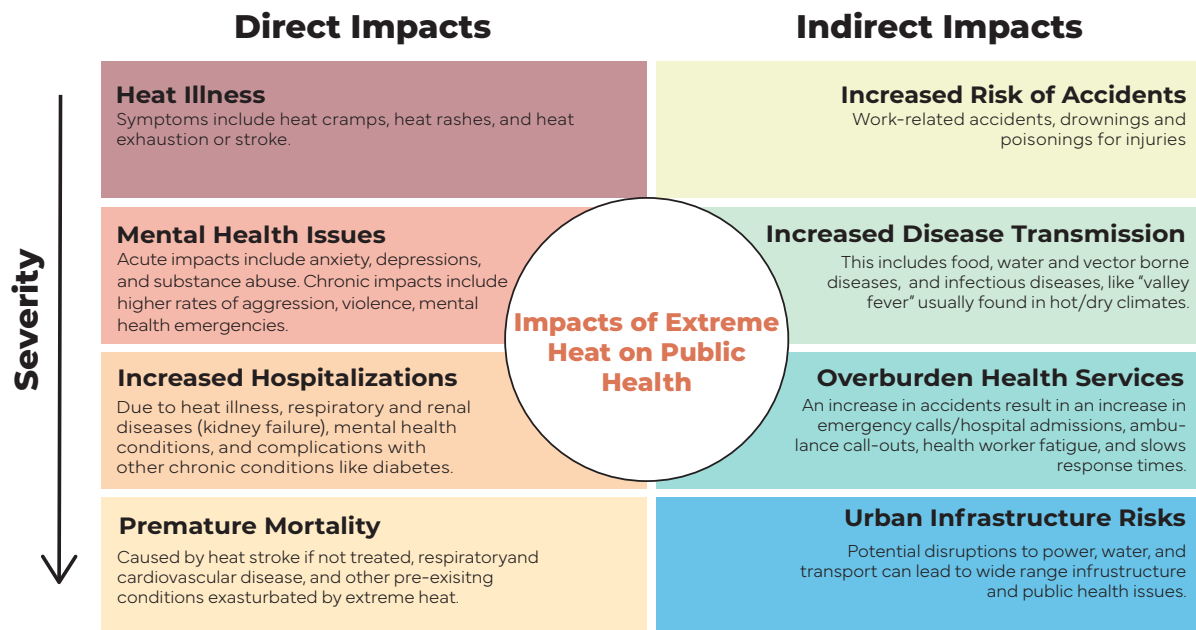 Direct Impacts
Indirect Impacts
Severity
Heat Illness
Symptoms include heat cramps, heat rashes, and heat
exhaustion or stroke.
Increased Risk of Accidents
Work-related accidents, drownings and
poisonings for injuries
Mental Health Issues
Acute impacts include anxiety, depressions,
and substance abuse. Chronic impacts include
higher rates of aggression, violence, mental
health emergencies.
Increased Disease Transmission
This includes food, water and vector borne
diseases,  and infectious diseases, like “valley
fever” usually found in hot/dry climates.
Impacts of Extreme
Heat on Public
Health
Increased Hospitalizations
Due to heat illness, respiratory and renal
diseases (kidney failure), mental health
conditions, and complications with
other chronic conditions like diabetes.
Overburden Health Services
An increase in accidents result in an increase in
emergency calls/hospital admissions, ambu-
lance call-outs, health worker fatigue, and slows
response times.
Premature Mortality
Caused by heat stroke if not treated, respiratoryand
cardiovascular disease, and other pre-exisitng
conditions exasturbated by extreme heat.
Urban Infrastructure Risks
Potential disruptions to power, water, and
transport can lead to wide range infrustructure
and public health issues.